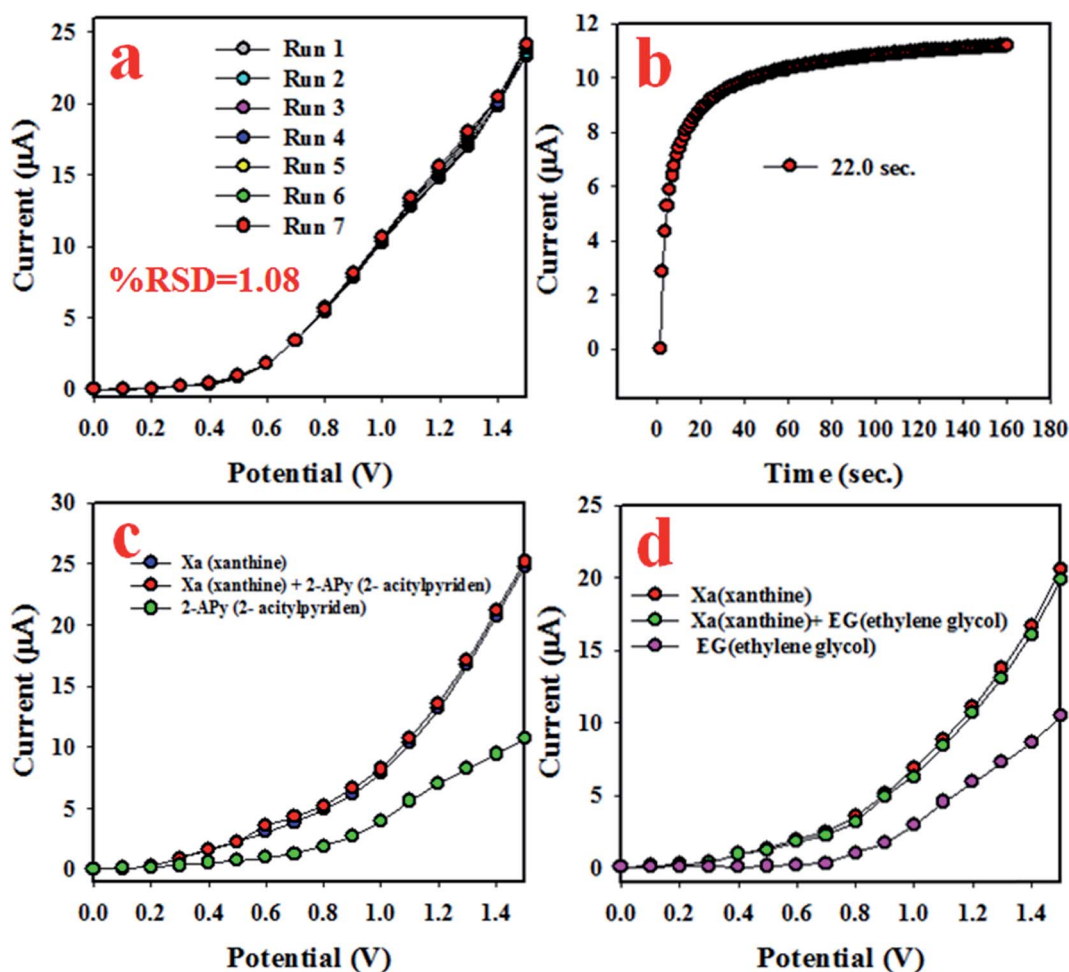 a
Run 1
Run 2
Run 3
Run 4
Run 5
Run 6
Run 7
%RSD=1.08
25
20
15
10
5
0
Current (µA)
0.0 0.2 0.4 0.6 0.8 1.0 1.2 1.4
Potential (V)
b
22.0 sec.
12
10
8
6
4
2
0
Current (µA)
0 20 40 60 80 100 120 140 160 180
Time (sec.)
c
Xa (xanthine)
Xa (xanthine) + 2-APy (2- acitylpyriden)
2-APy (2- acitylpyriden)
30
25
20
15
10
5
0
Current (µA)
0.0 0.2 0.4 0.6 0.8 1.0 1.2 1.4
Potential (V)
d
Xa(xanthine)
Xa(xanthine)+ EG(ethylene glycol)
EG(ethylene glycol)
25
20
15
10
5
0
Current (µA)
0.0 0.2 0.4 0.6 0.8 1.0 1.2 1.4
Potential (V)